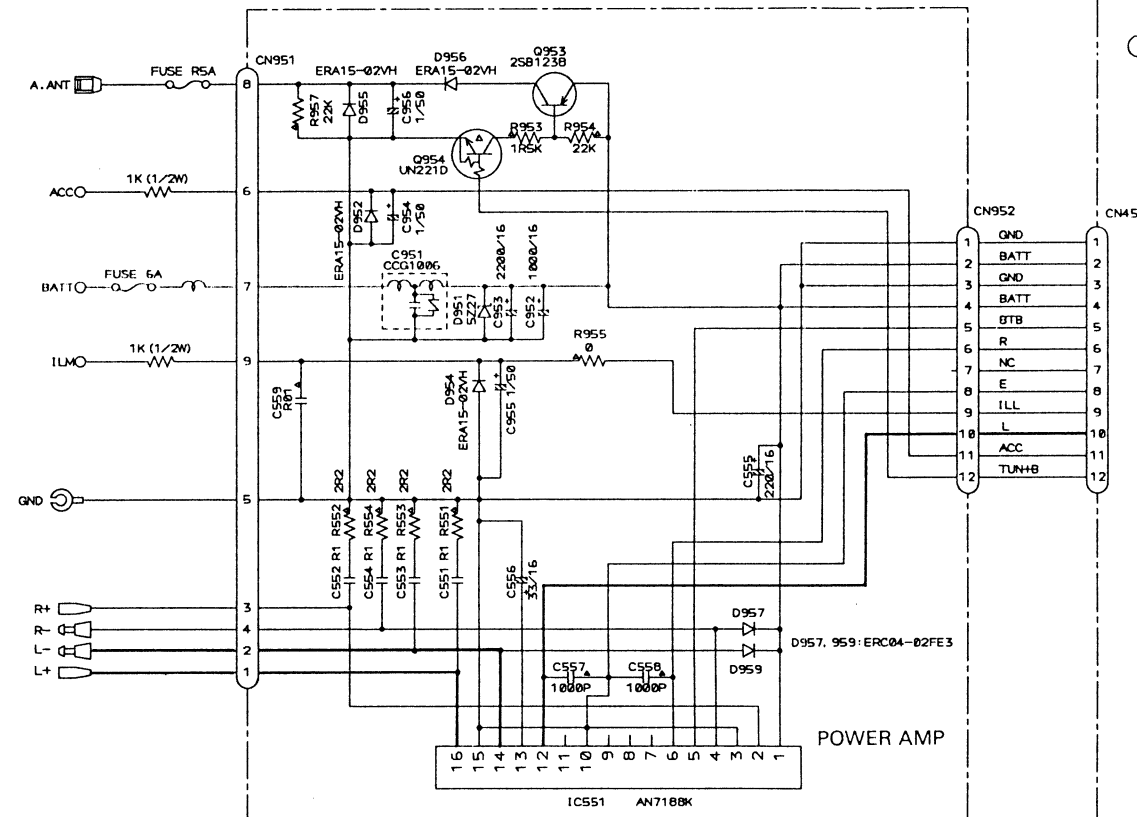 A.ANT
FUSE R5A
CN951
8
R957
22K
ERA15-02VH
D955
C956
1/50
D956
ERA15-02VH
Q953
2SB1238
Q954
UN221D
R953
1R5K
R954
22K
ACC
1K (1/2W)
6
ERA15-02VH
D952
C954
1/50
BATT
FUSE 6A
7
C951
CCG1006
D951
5Z27
C953
2200/16
C952
1000/16
ILM
1K (1/2W)
9
C559
R01
D954
ERA15-02VH
C955 1/50
R955
0
GND
5
C552 R1 R552 2R2
C554 R1 R554 2R2
C553 R1 R553 2R2
C551 R1 R551 2R2
C556
33/16
C555
220/16
R+
3
R-
4
L-
2
L+
1
D957
D959
D957. 959:ERC04-02FE3
C557
1000P
C558
1000P
POWER AMP
16 15 14 13 12 11 10 9 8 7 6 5 4 3 2 1
IC551 AN7188K
CN952
CN45
1 GND 1
2 BATT 2
3 GND 3
4 BATT 4
5 BTB 5
6 R 6
7 NC 7
8 E 8
9 ILL 9
10 L 10
11 ACC 11
12 TUN+B 12